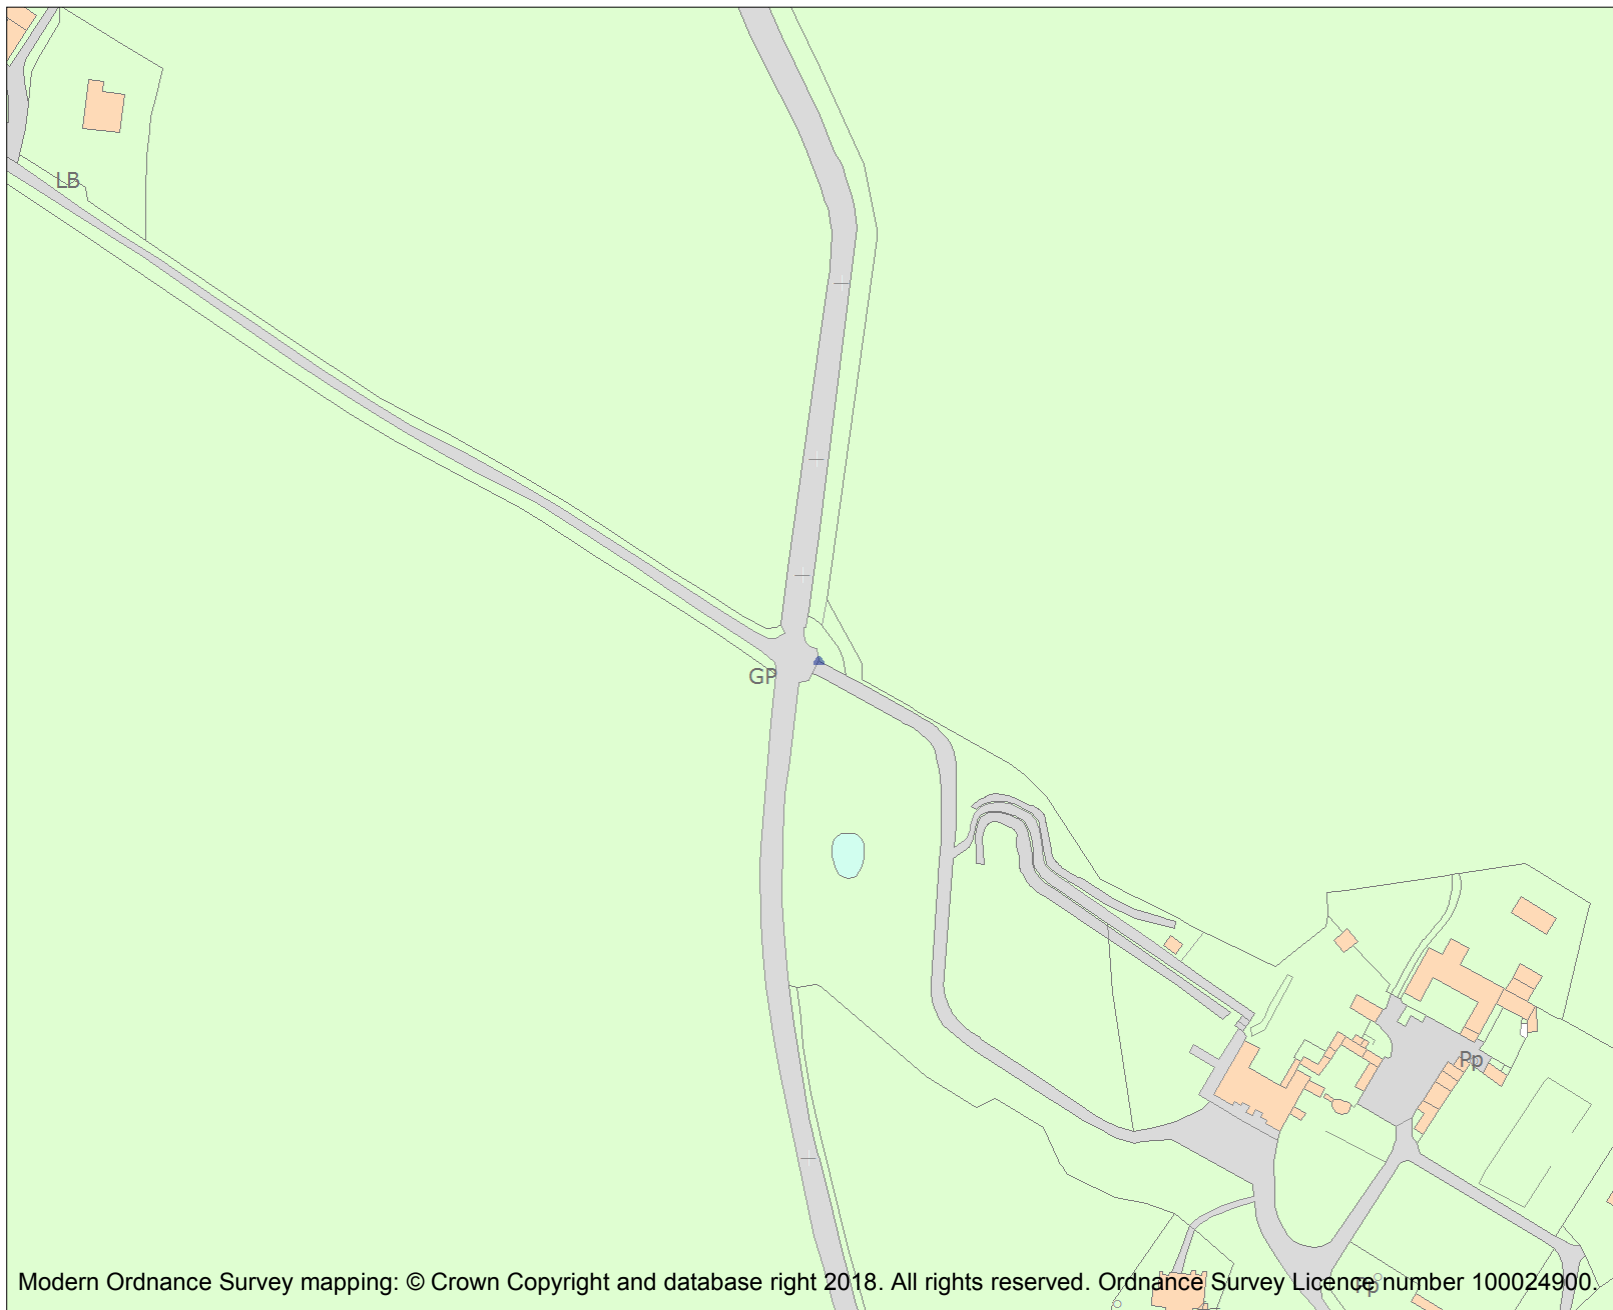 LB
GP
Pp
Pp
Modern Ordnance Survey mapping: © Crown Copyright and database right 2018. All rights reserved. Ordnance Survey Licence number 100024900.